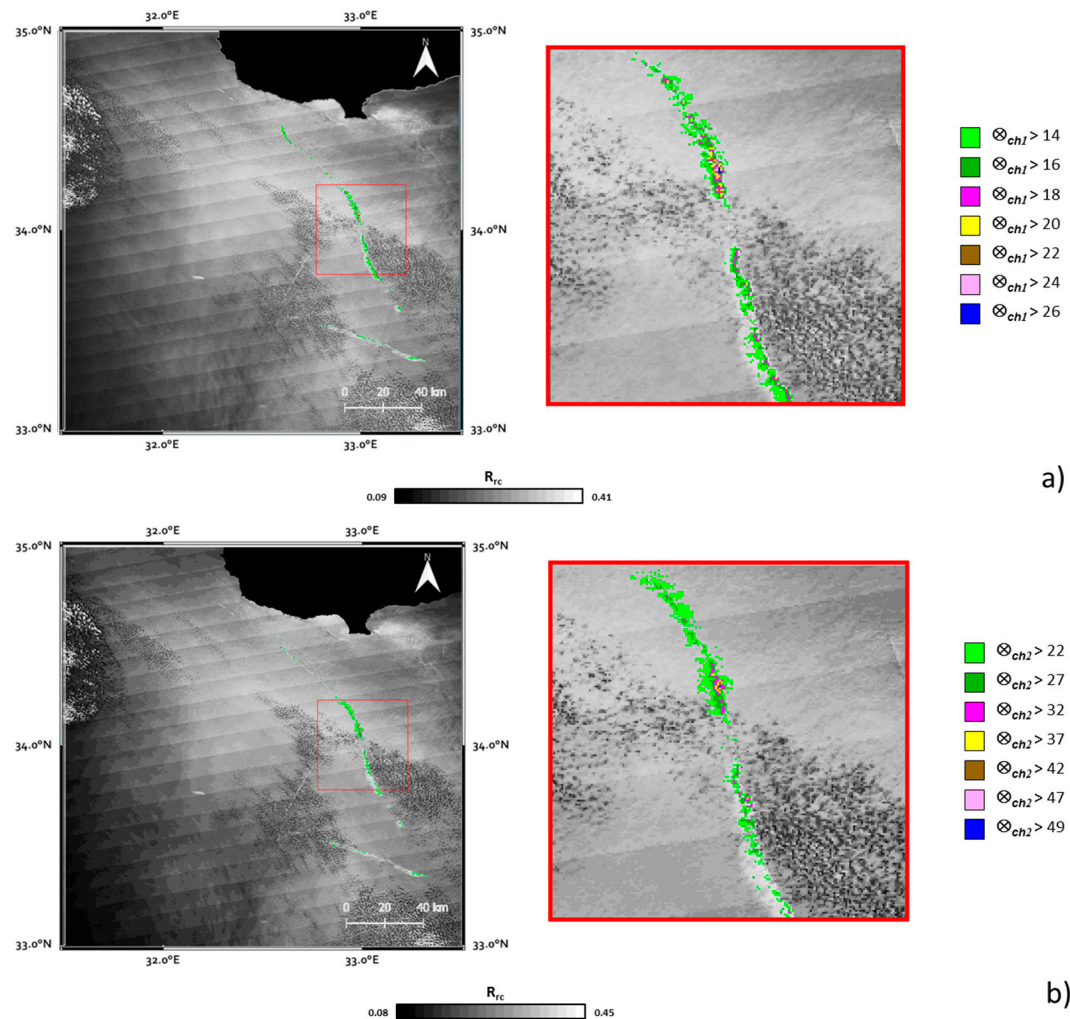 32.0°E 33.0°E
35.0°N 35.0°N
N
34.0°N 34.0°N
0 20 40 km
33.0°N 33.0°N
32.0°E 33.0°E
⊗ch1 > 14
⊗ch1 > 16
⊗ch1 > 18
⊗ch1 > 20
⊗ch1 > 22
⊗ch1 > 24
⊗ch1 > 26
a)
Rrc
0.09 0.41
32.0°E 33.0°E
35.0°N 35.0°N
N
34.0°N 34.0°N
0 20 40 km
33.0°N 33.0°N
32.0°E 33.0°E
⊗ch2 > 22
⊗ch2 > 27
⊗ch2 > 32
⊗ch2 > 37
⊗ch2 > 42
⊗ch2 > 47
⊗ch2 > 49
b)
Rrc
0.08 0.45